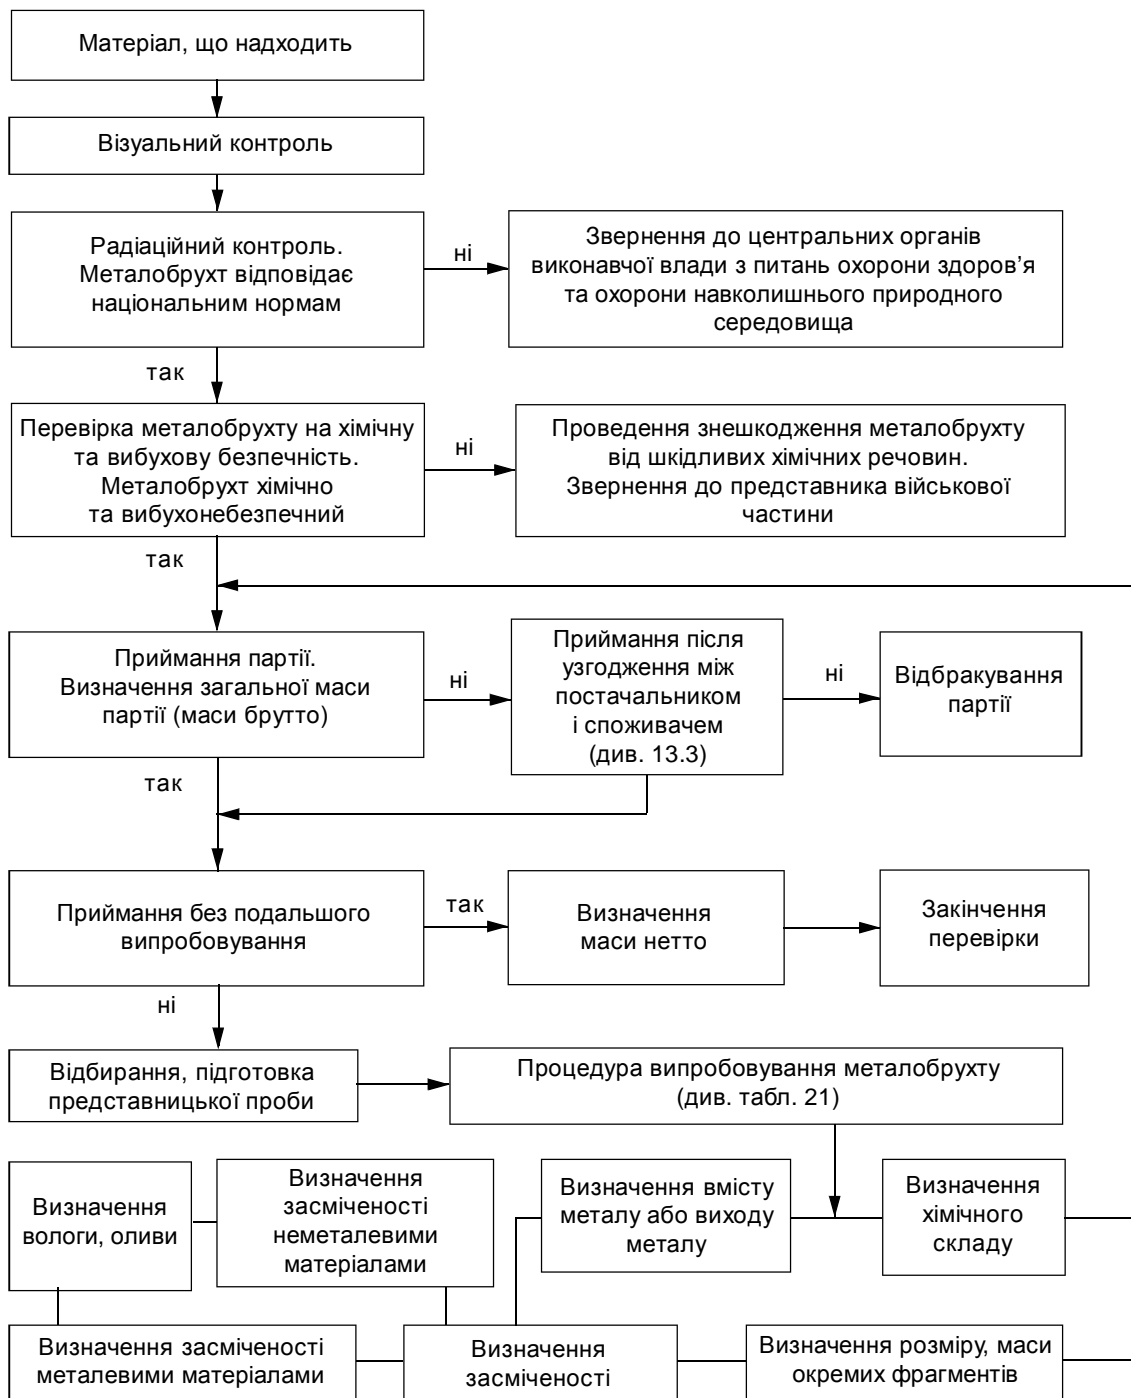 Матеріал, що надходить
Візуальний контроль
Радіаційний контроль.
Металобрухт відповідає
національним нормам
ні
Звернення до центральних органів
виконавчої влади з питань охорони здоров’я
та охорони навколишнього природного
середовища
так
Перевірка металобрухту на хімічну
та вибухову безпечність.
Металобрухт хімічно
та вибухонебезпечний
ні
Проведення знешкодження металобрухту
від шкідливих хімічних речовин.
Звернення до представника військової
частини
так
Приймання партії.
Визначення загальної маси
партії (маси брутто)
ні
Приймання після
узгодження між
постачальником
і споживачем
(див. 13.3)
ні
Відбракування
партії
так
Приймання без подальшого
випробовування
так
Визначення
маси нетто
Закінчення
перевірки
ні
Відбирання, підготовка
представницької проби
Процедура випробовування металобрухту
(див. табл. 21)
Визначення
вологи, оливи
Визначення
засміченості
неметалевими
матеріалами
Визначення вмісту
металу або виходу
металу
Визначення
хімічного
складу
Визначення засміченості
металевими матеріалами
Визначення
засміченості
Визначення розміру, маси
окремих фрагментів